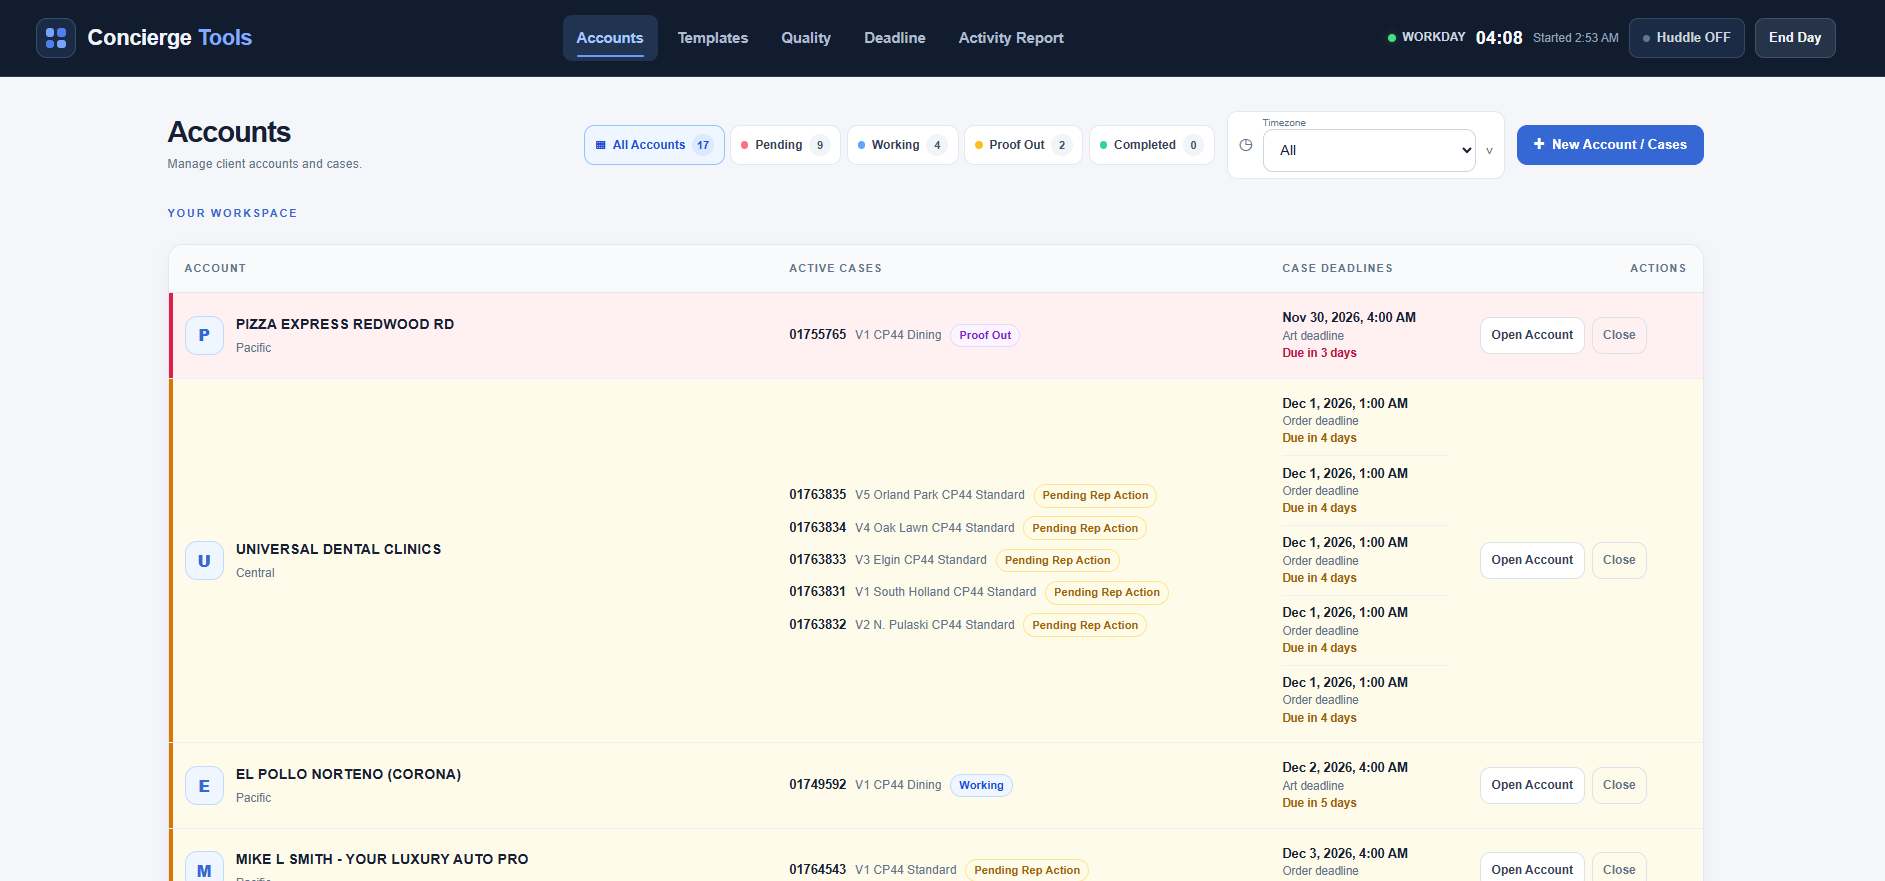 Concierge Tools
Accounts
Templates
Quality
Deadline
Activity Report
WORKDAY 04:08 Started 2:53 AM
Huddle OFF
End Day
Accounts
Manage client accounts and cases.
All Accounts 17
Pending 9
Working 4
Proof Out 2
Completed 0
Timezone
All
v
+ New Account / Cases
YOUR WORKSPACE
ACCOUNT
ACTIVE CASES
CASE DEADLINES
ACTIONS
P
PIZZA EXPRESS REDWOOD RD
Pacific
01755765 V1 CP44 Dining Proof Out
Nov 30, 2026, 4:00 AM
Art deadline
Due in 3 days
Open Account
Close
U
UNIVERSAL DENTAL CLINICS
Central
01763835 V5 Orland Park CP44 Standard Pending Rep Action
01763834 V4 Oak Lawn CP44 Standard Pending Rep Action
01763833 V3 Elgin CP44 Standard Pending Rep Action
01763831 V1 South Holland CP44 Standard Pending Rep Action
01763832 V2 N. Pulaski CP44 Standard Pending Rep Action
Dec 1, 2026, 1:00 AM
Order deadline
Due in 4 days
Dec 1, 2026, 1:00 AM
Order deadline
Due in 4 days
Dec 1, 2026, 1:00 AM
Order deadline
Due in 4 days
Dec 1, 2026, 1:00 AM
Order deadline
Due in 4 days
Dec 1, 2026, 1:00 AM
Order deadline
Due in 4 days
Open Account
Close
E
EL POLLO NORTENO (CORONA)
Pacific
01749592 V1 CP44 Dining Working
Dec 2, 2026, 4:00 AM
Art deadline
Due in 5 days
Open Account
Close
M
MIKE L SMITH - YOUR LUXURY AUTO PRO
Pacific
01764543 V1 CP44 Standard Pending Rep Action
Dec 3, 2026, 4:00 AM
Order deadline
Open Account
Close